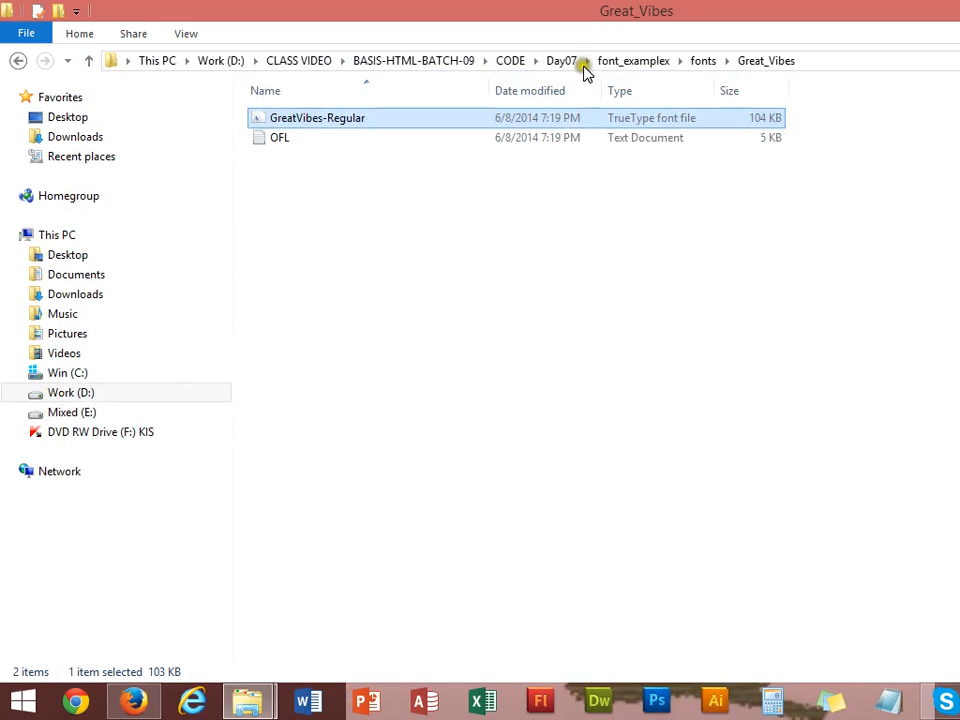 Great_Vibes
File Home Share View
This PC Work (D:) CLASS VIDEO BASIS-HTML-BATCH-09 CODE Day07 font_examplex fonts Great_Vibes
Name Date modified Type Size
GreatVibes-Regular 6/8/2014 7:19 PM TrueType font file 104 KB
OFL 6/8/2014 7:19 PM Text Document 5 KB
Favorites
Desktop
Downloads
Recent places
Homegroup
This PC
Desktop
Documents
Downloads
Music
Pictures
Videos
Win (C:)
Work (D:)
Mixed (E:)
DVD RW Drive (F:) KIS
Network
2 items 1 item selected 103 KB